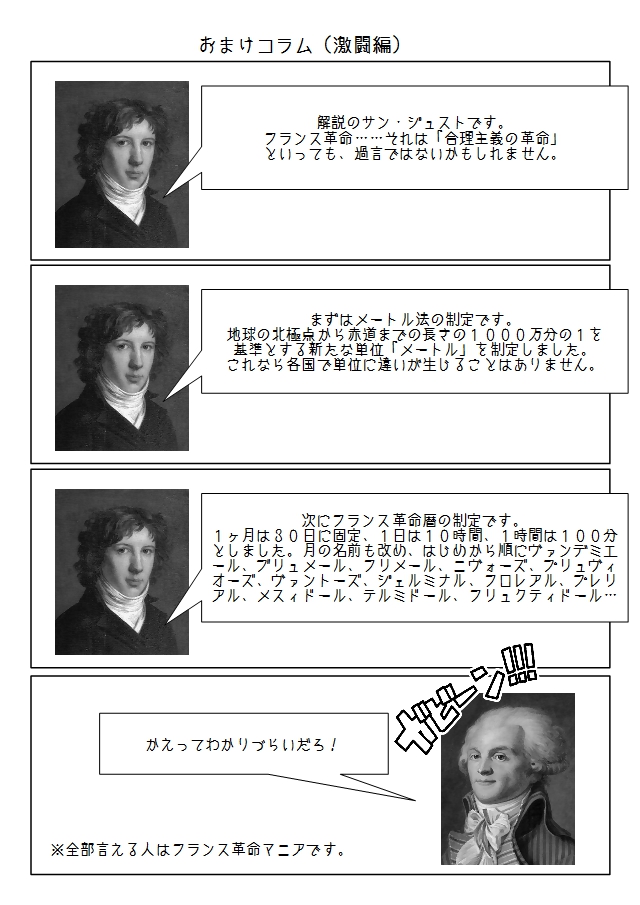 おまけコラム（激闘編）
解説のサン・ジュストです。
フランス革命……それは「合理主義の革命」
といっても、過言ではないかもしれません。
まずはメートル法の制定です。
地球の北極点から赤道までの長さの１０００万分の１を
基準とする新たな単位「メートル」を制定しました。
これなら各国で単位に違いが生じることはありません。
次にフランス革命暦の制定です。
１ヶ月は３０日に固定、１日は１０時間、１時間は１００分
としました。月の名前も改め、はじめから順にヴァンデミエ
ール、ブリュメール、フリメール、ニヴォーズ、プリュヴィ
オーズ、ヴァントーズ、ジェルミナル、フロレアル、プレリ
アル、メスィドール、テルミドール、フリュクティドール…
ガビーン!!!
かえってわかりづらいだろ！
※全部言える人はフランス革命マニアです。